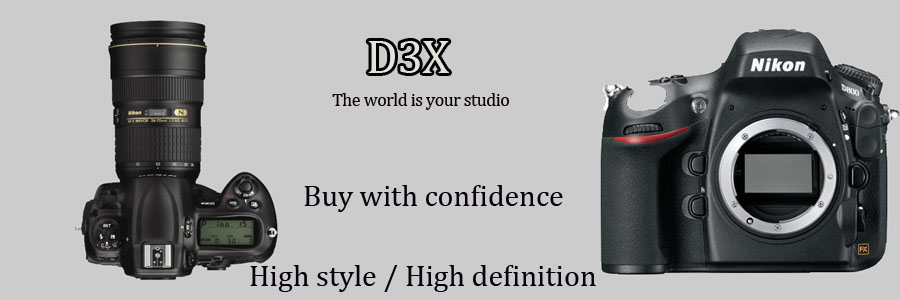 D3X
The world is your studio
Buy with confidence
High style / High definition
Nikon
D800
FX
Nikon
N